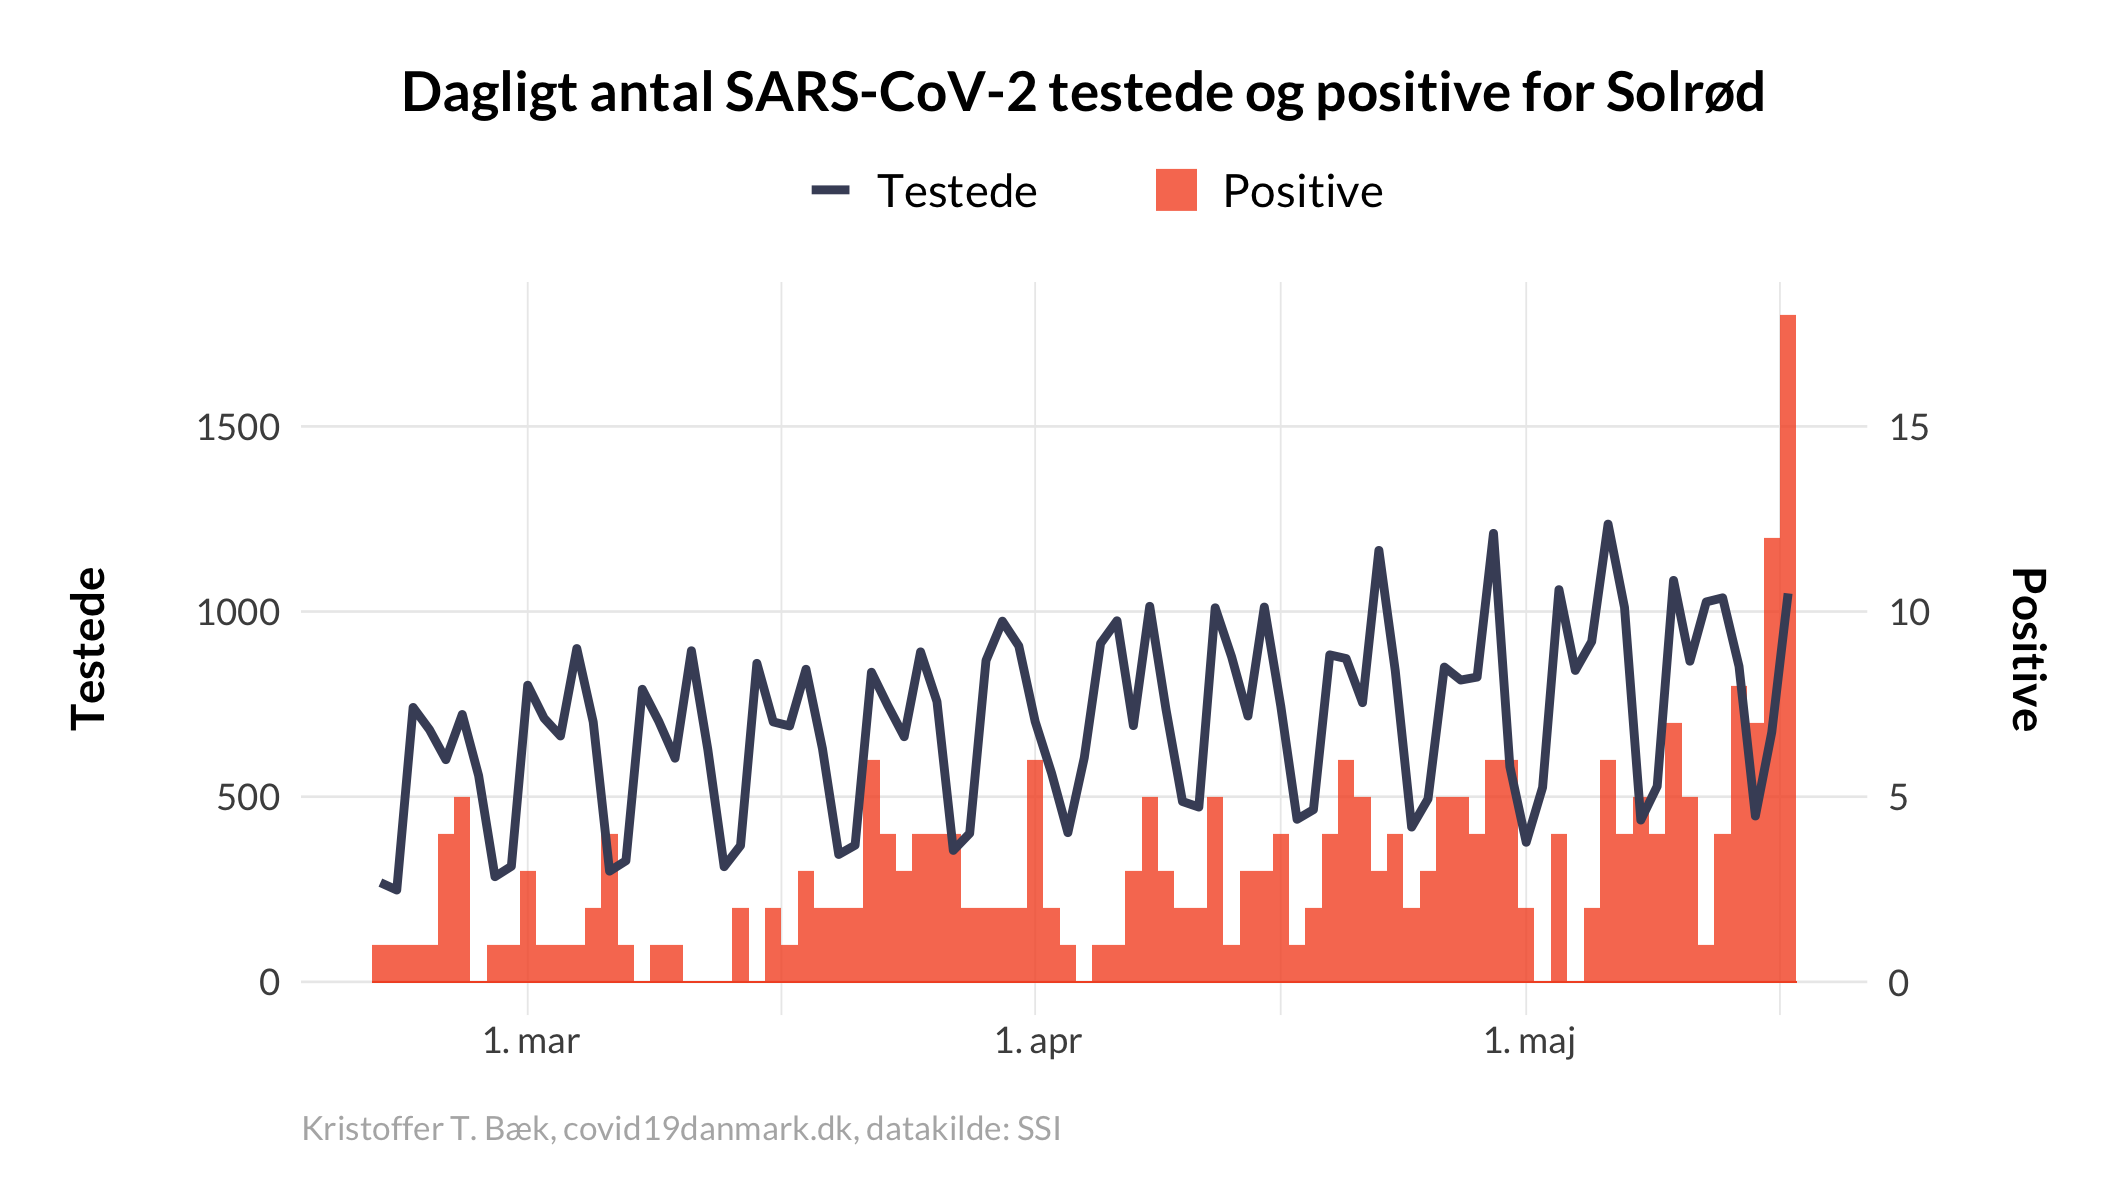 Dagligt antal SARS-CoV-2 testede og positive for Solrød
Testede
Positive
Testede
1500
1000
500
0
15
10
5
0
Positive
1. mar
1. apr
1. maj
Kristoffer T. Bæk, covid19danmark.dk, datakilde: SSI